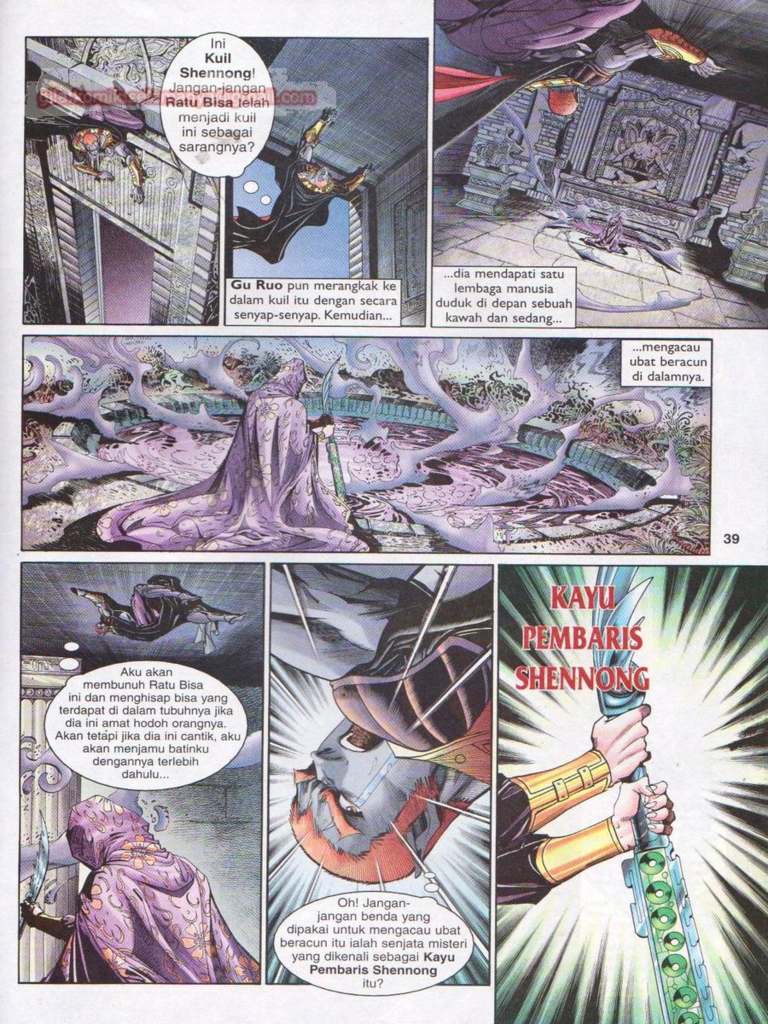 Ini
Kuil
Shennong!
Jangan-jangan
Ratu Bisa telah
menjadi kuil
ini sebagai
sarangnya?
Gu Ruo pun merangkak ke
dalam kuil itu dengan secara
senyap-senyap. Kemudian...
...dia mendapati satu
lembaga manusia
duduk di depan sebuah
kawah dan sedang...
...mengacau
ubat beracun
di dalamnya.
39
Aku akan
membunuh Ratu Bisa
ini dan menghisap bisa yang
terdapat di dalam tubuhnya jika
dia ini amat hodoh orangnya.
Akan tetapi jika dia ini cantik, aku
akan menjamu batinku
dengannya terlebih
dahulu...
Oh! Jangan-
jangan benda yang
dipakai untuk mengacau ubat
beracun itu ialah senjata misteri
yang dikenali sebagai Kayu
Pembaris Shennong
itu?
KAYU
PEMBARIS
SHENNONG